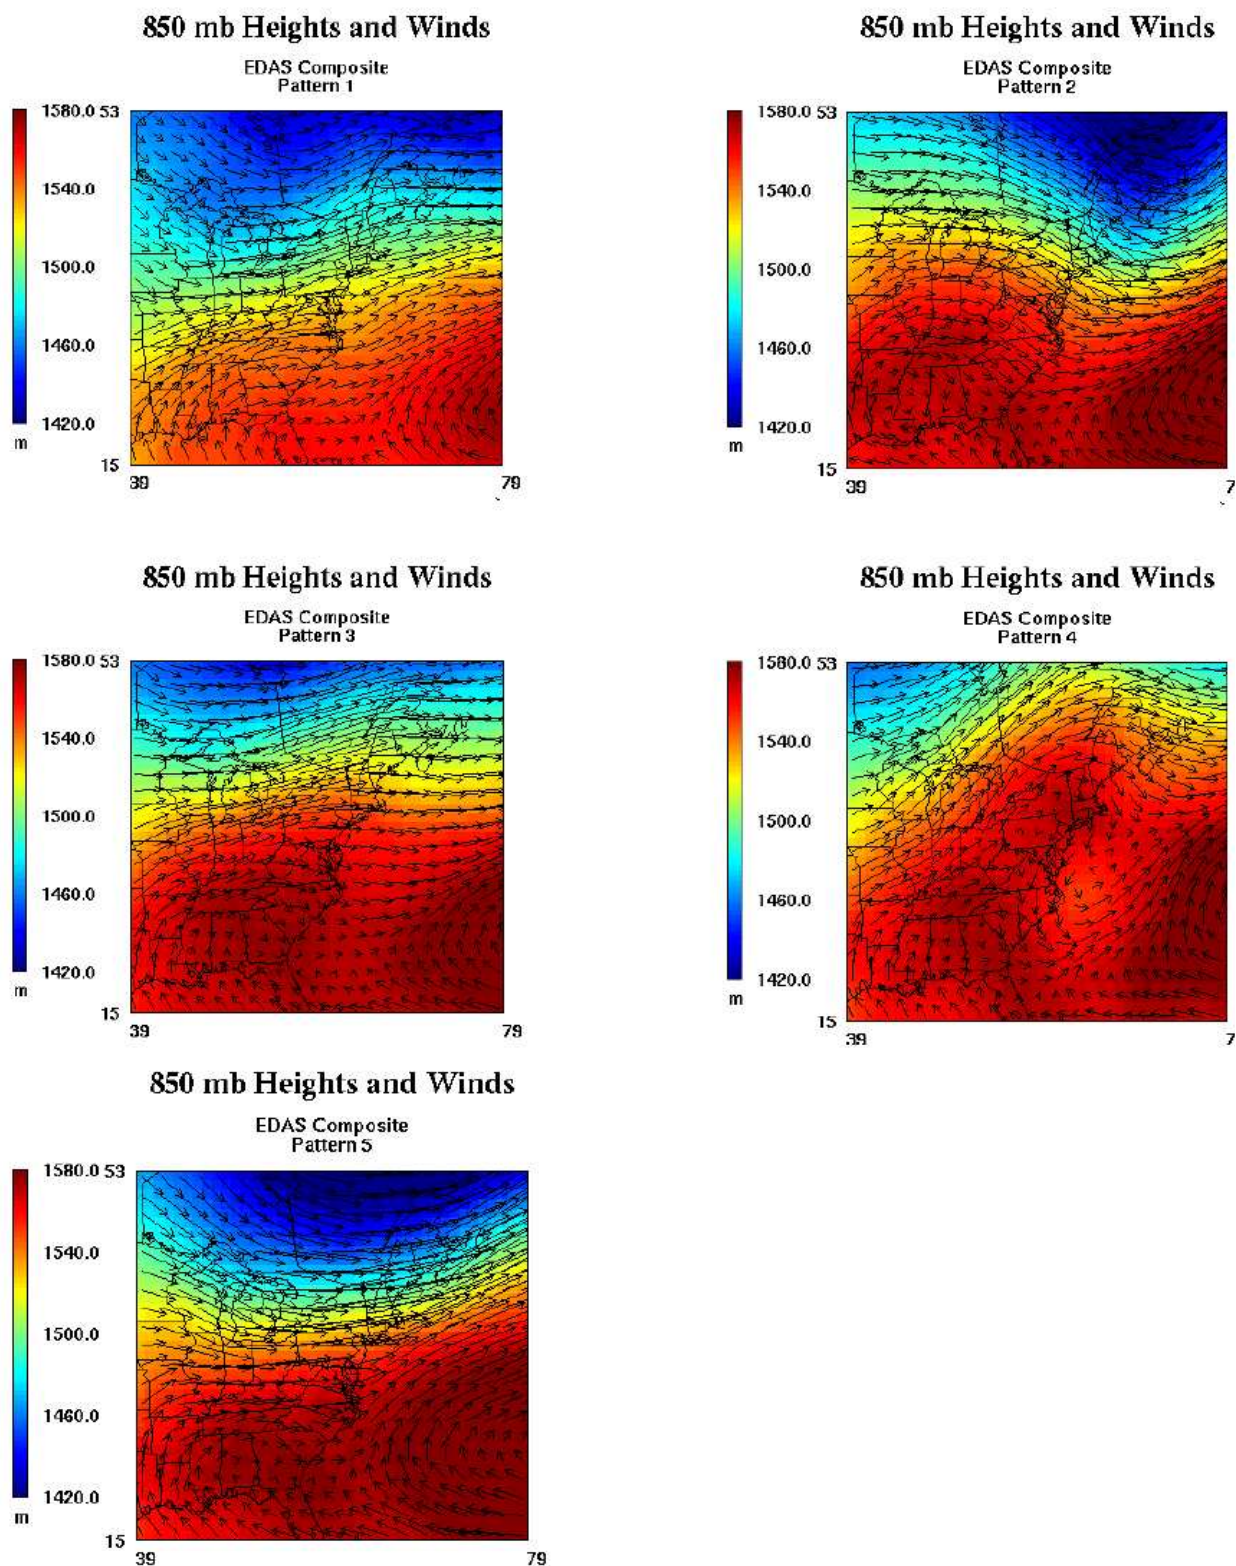 850 mb Heights and Winds
EDAS Composite
Pattern 1
1580.0 53
1540.0
1500.0
1460.0
1420.0
m
15
39 79
850 mb Heights and Winds
EDAS Composite
Pattern 2
1580.0 53
1540.0
1500.0
1460.0
1420.0
m
15
39 7
850 mb Heights and Winds
EDAS Composite
Pattern 3
1580.0 53
1540.0
1500.0
1460.0
1420.0
m
15
39 79
850 mb Heights and Winds
EDAS Composite
Pattern 4
1580.0 53
1540.0
1500.0
1460.0
1420.0
m
15
39 7
850 mb Heights and Winds
EDAS Composite
Pattern 5
1580.0 53
1540.0
1500.0
1460.0
1420.0
m
15
39 79